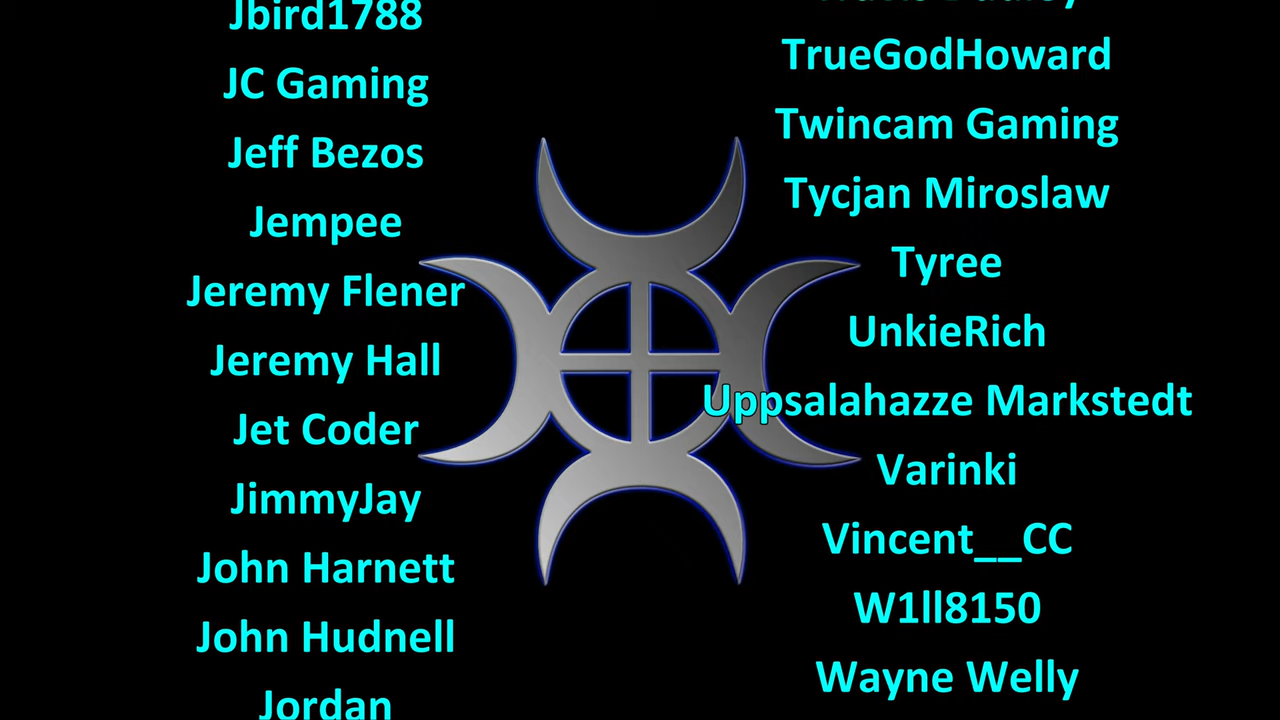 Jbird1788
JC Gaming
Jeff Bezos
Jempee
Jeremy Flener
Jeremy Hall
Jet Coder
JimmyJay
John Harnett
John Hudnell
Jordan
TrueGodHoward
Twincam Gaming
Tycjan Miroslaw
Tyree
UnkieRich
Uppsalahazze Markstedt
Varinki
Vincent__CC
W1ll8150
Wayne Welly